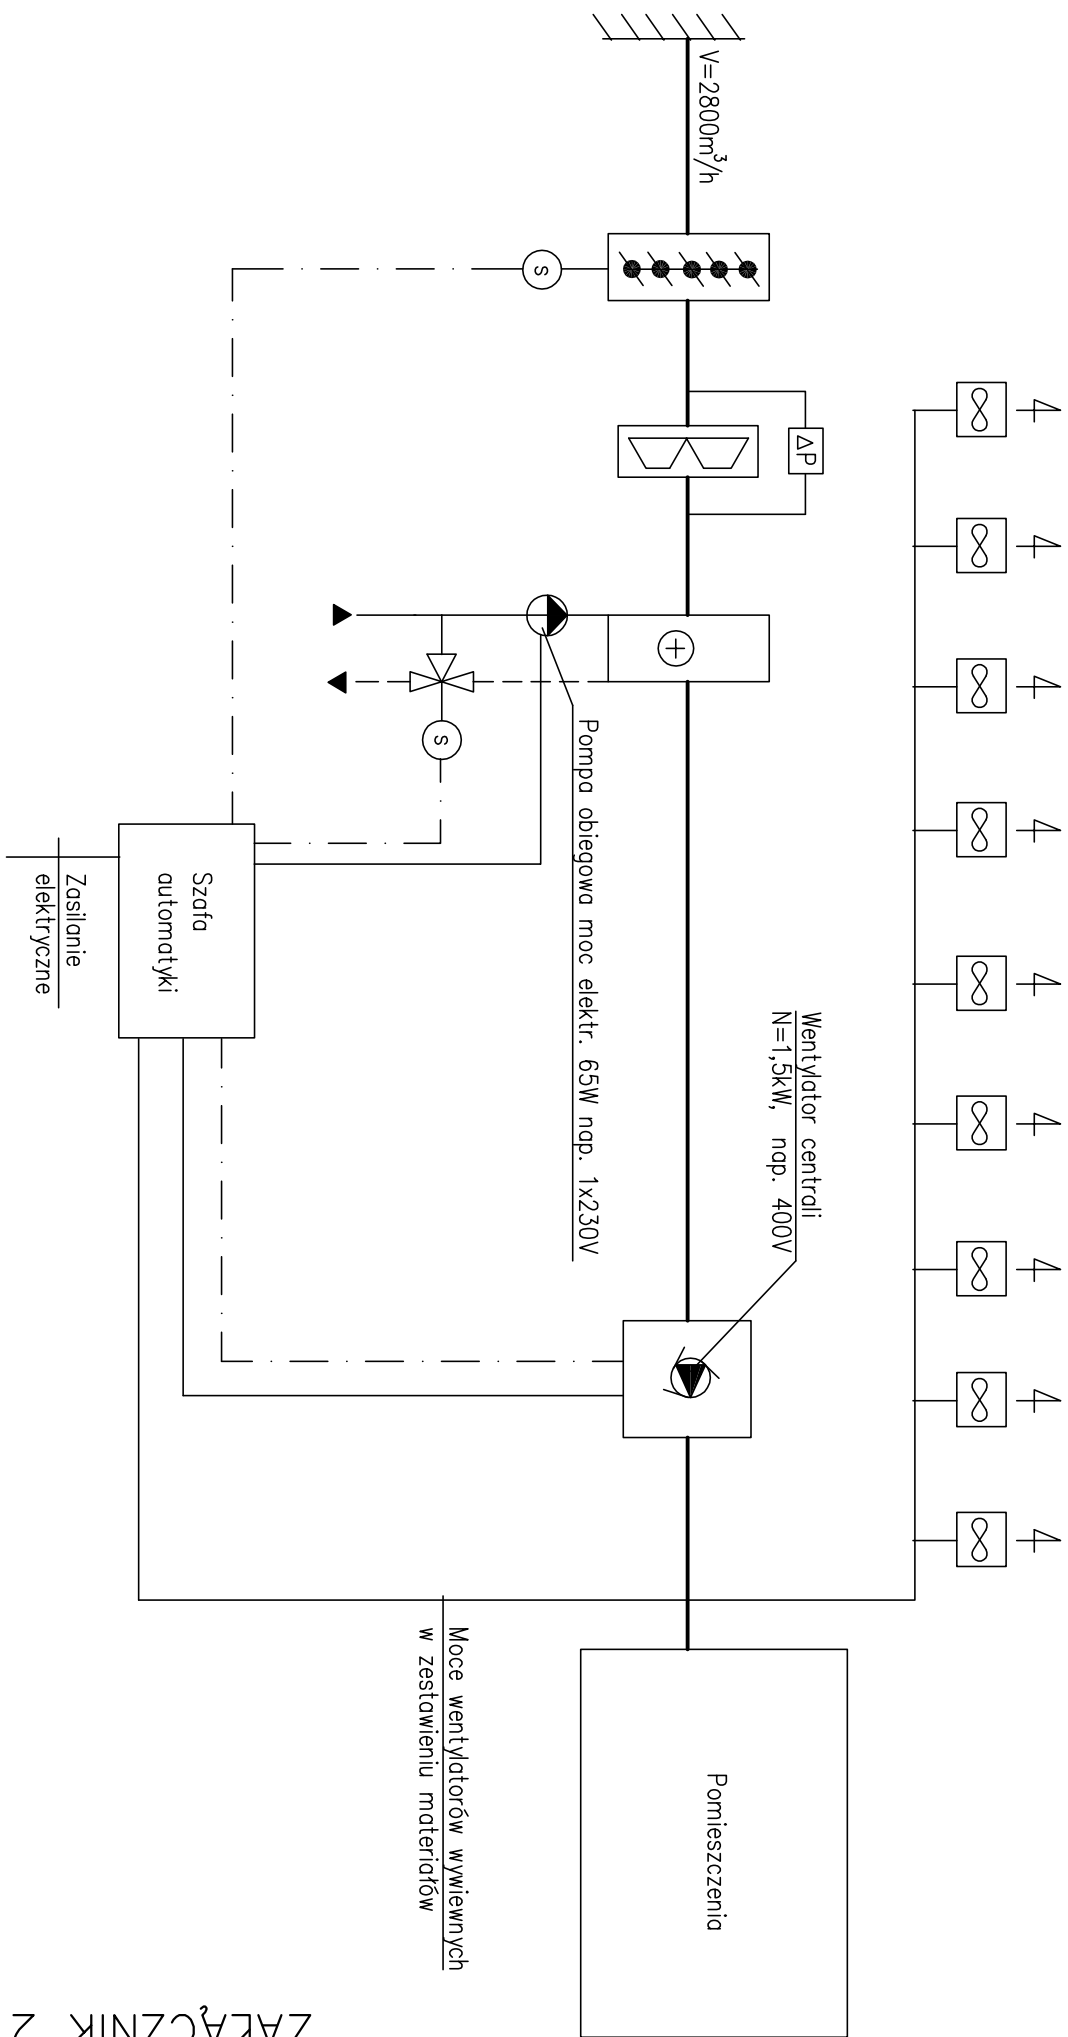 V=2800m³/h
S
ΔP
S
Pompa obiegowa moc elektr. 65W nap. 1x230V
Wentylator centrali
N=1,5kW, nap. 400V
Szafa
automatyki
Zasilanie
elektryczne
Moce wentylatorów wywiewnych
w zestawieniu materiałów
Pomieszczenia
ZAŁĄCZNIK 2